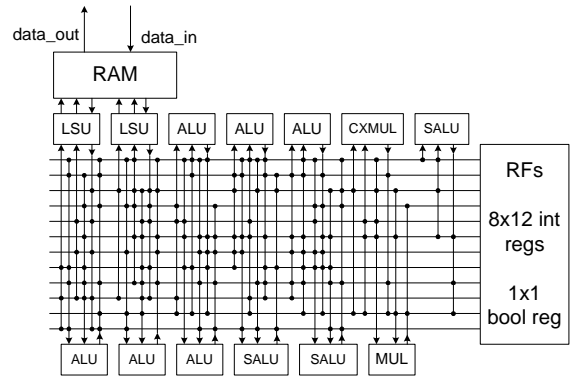 data_out
data_in
RAM
LSU LSU ALU ALU ALU CXMUL SALU
RFs
8x12 int
regs
1x1
bool reg
ALU ALU ALU SALU SALU MUL